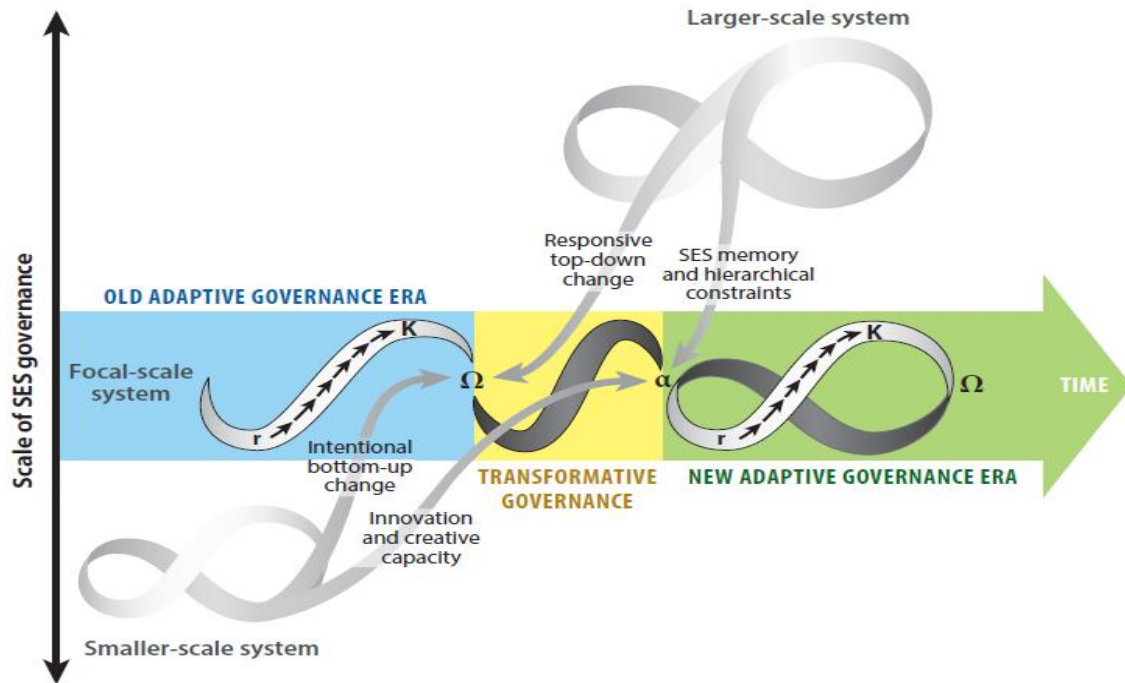 Larger-scale system
Scale of SES governance
Responsive
top-down
change
SES memory
and hierarchical
constraints
OLD ADAPTIVE GOVERNANCE ERA
Focal-scale
system
r
K
Ω
α
r
K
Ω
TIME
Intentional
bottom-up
change
TRANSFORMATIVE
GOVERNANCE
NEW ADAPTIVE GOVERNANCE ERA
Innovation
and creative
capacity
Smaller-scale system